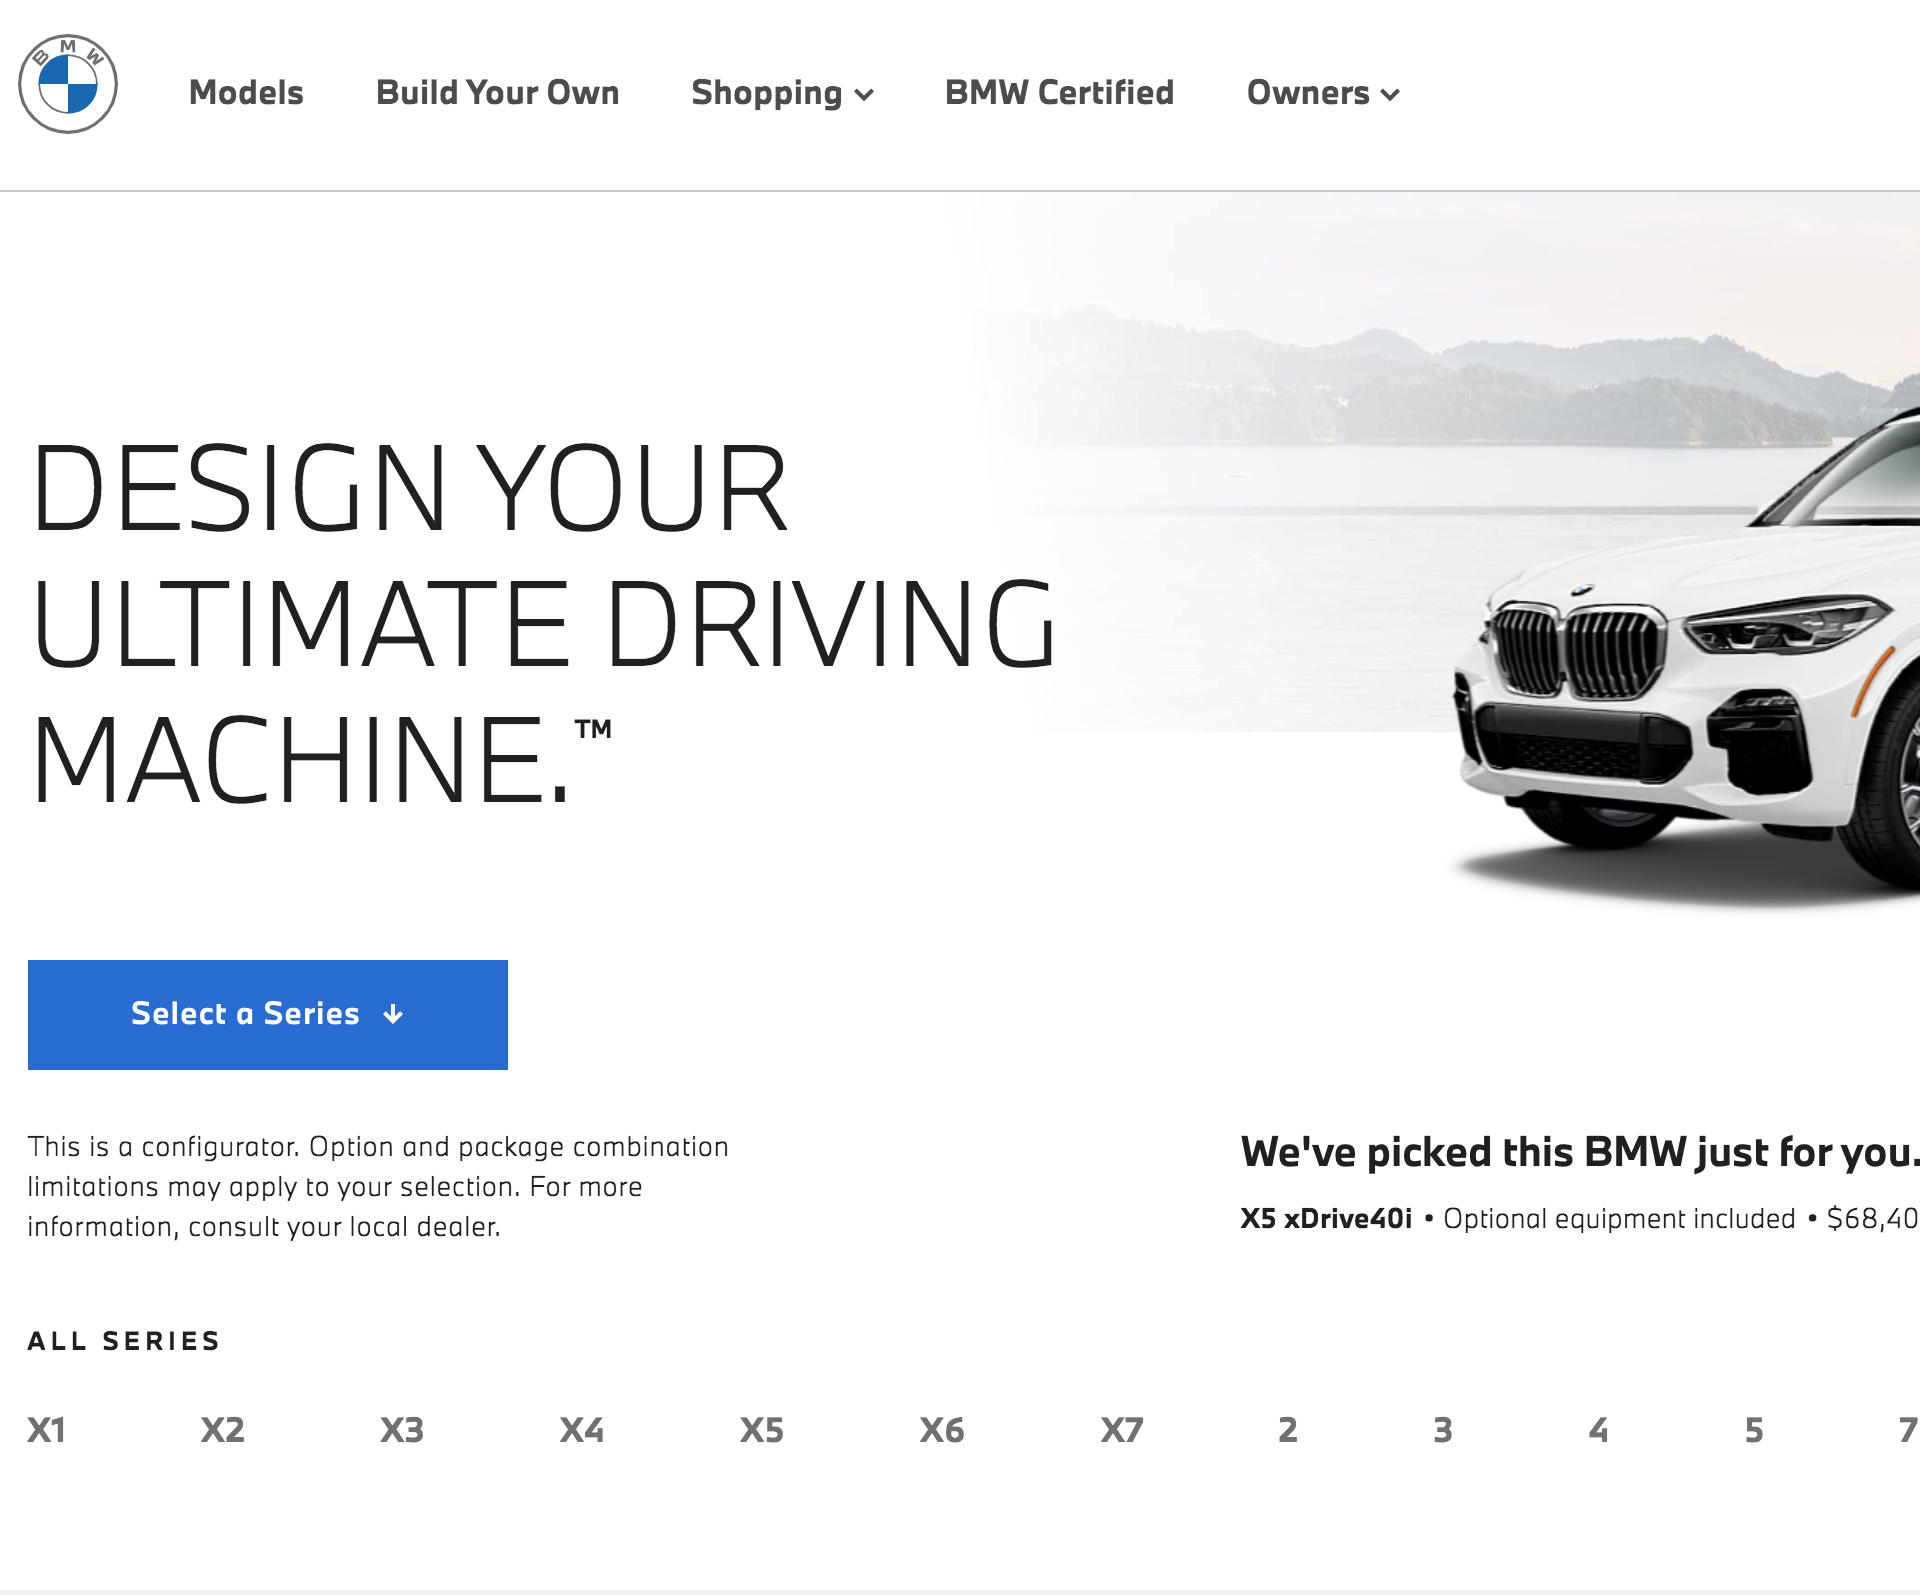 BMW
Models Build Your Own Shopping BMW Certified Owners
DESIGN YOUR
ULTIMATE DRIVING
MACHINE.™
Select a Series
This is a configurator. Option and package combination
limitations may apply to your selection. For more
information, consult your local dealer.
We've picked this BMW just for you.
X5 xDrive40i • Optional equipment included • $68,40
ALL SERIES
X1 X2 X3 X4 X5 X6 X7 2 3 4 5 7